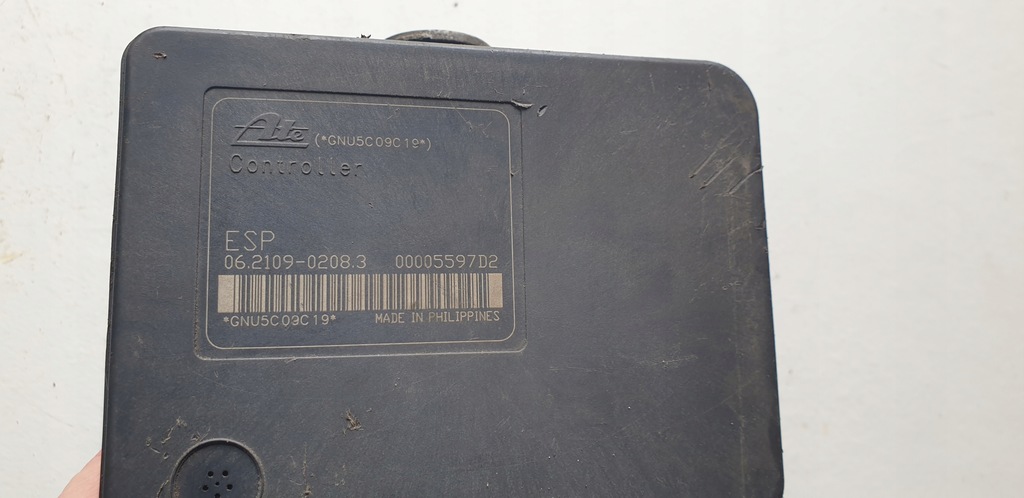 Ate (*GNU5C09C19*)
Controller
ESP
06.2109-0208.3 00005597D2
*GNU5C09C19* MADE IN PHILIPPINES